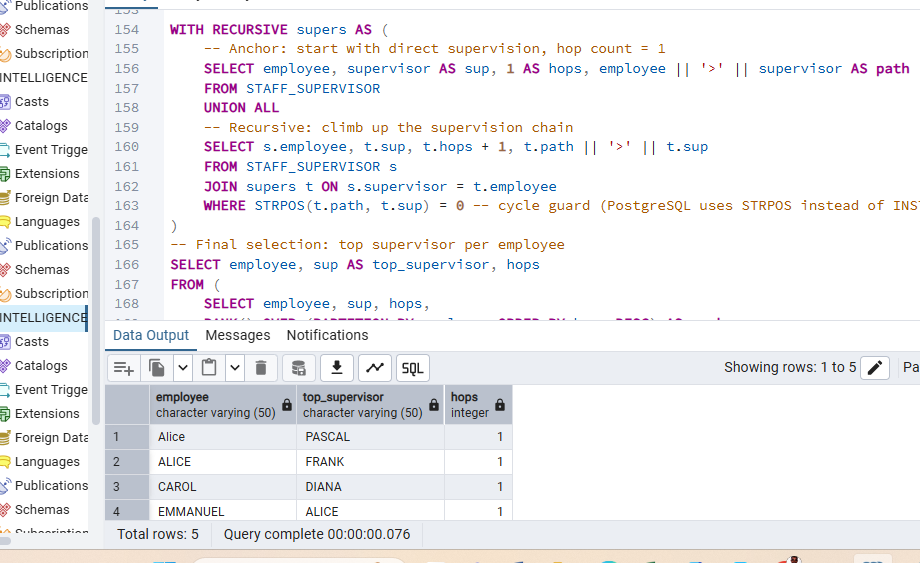 Publications
Schemas
Subscription
INTELLIGENCE
Casts
Catalogs
Event Trigge
Extensions
Foreign Data
Languages
Publications
Schemas
Subscription
INTELLIGENCE
Casts
Catalogs
Event Trigge
Extensions
Foreign Data
Languages
Publications
Schemas
154 WITH RECURSIVE supers AS (
155 -- Anchor: start with direct supervision, hop count = 1
156 SELECT employee, supervisor AS sup, 1 AS hops, employee || '>' || supervisor AS path
157 FROM STAFF_SUPERVISOR
158 UNION ALL
159 -- Recursive: climb up the supervision chain
160 SELECT s.employee, t.sup, t.hops + 1, t.path || '>' || t.sup
161 FROM STAFF_SUPERVISOR s
162 JOIN supers t ON s.supervisor = t.employee
163 WHERE STRPOS(t.path, t.sup) = 0 -- cycle guard (PostgreSQL uses STRPOS instead of INS
164 )
165 -- Final selection: top supervisor per employee
166 SELECT employee, sup AS top_supervisor, hops
167 FROM (
168 SELECT employee, sup, hops,
Data Output Messages Notifications
SQL Showing rows: 1 to 5 Pa
employee top_supervisor hops
character varying (50) character varying (50) integer
1 Alice PASCAL 1
2 ALICE FRANK 1
3 CAROL DIANA 1
4 EMMANUEL ALICE 1
Total rows: 5 Query complete 00:00:00.076